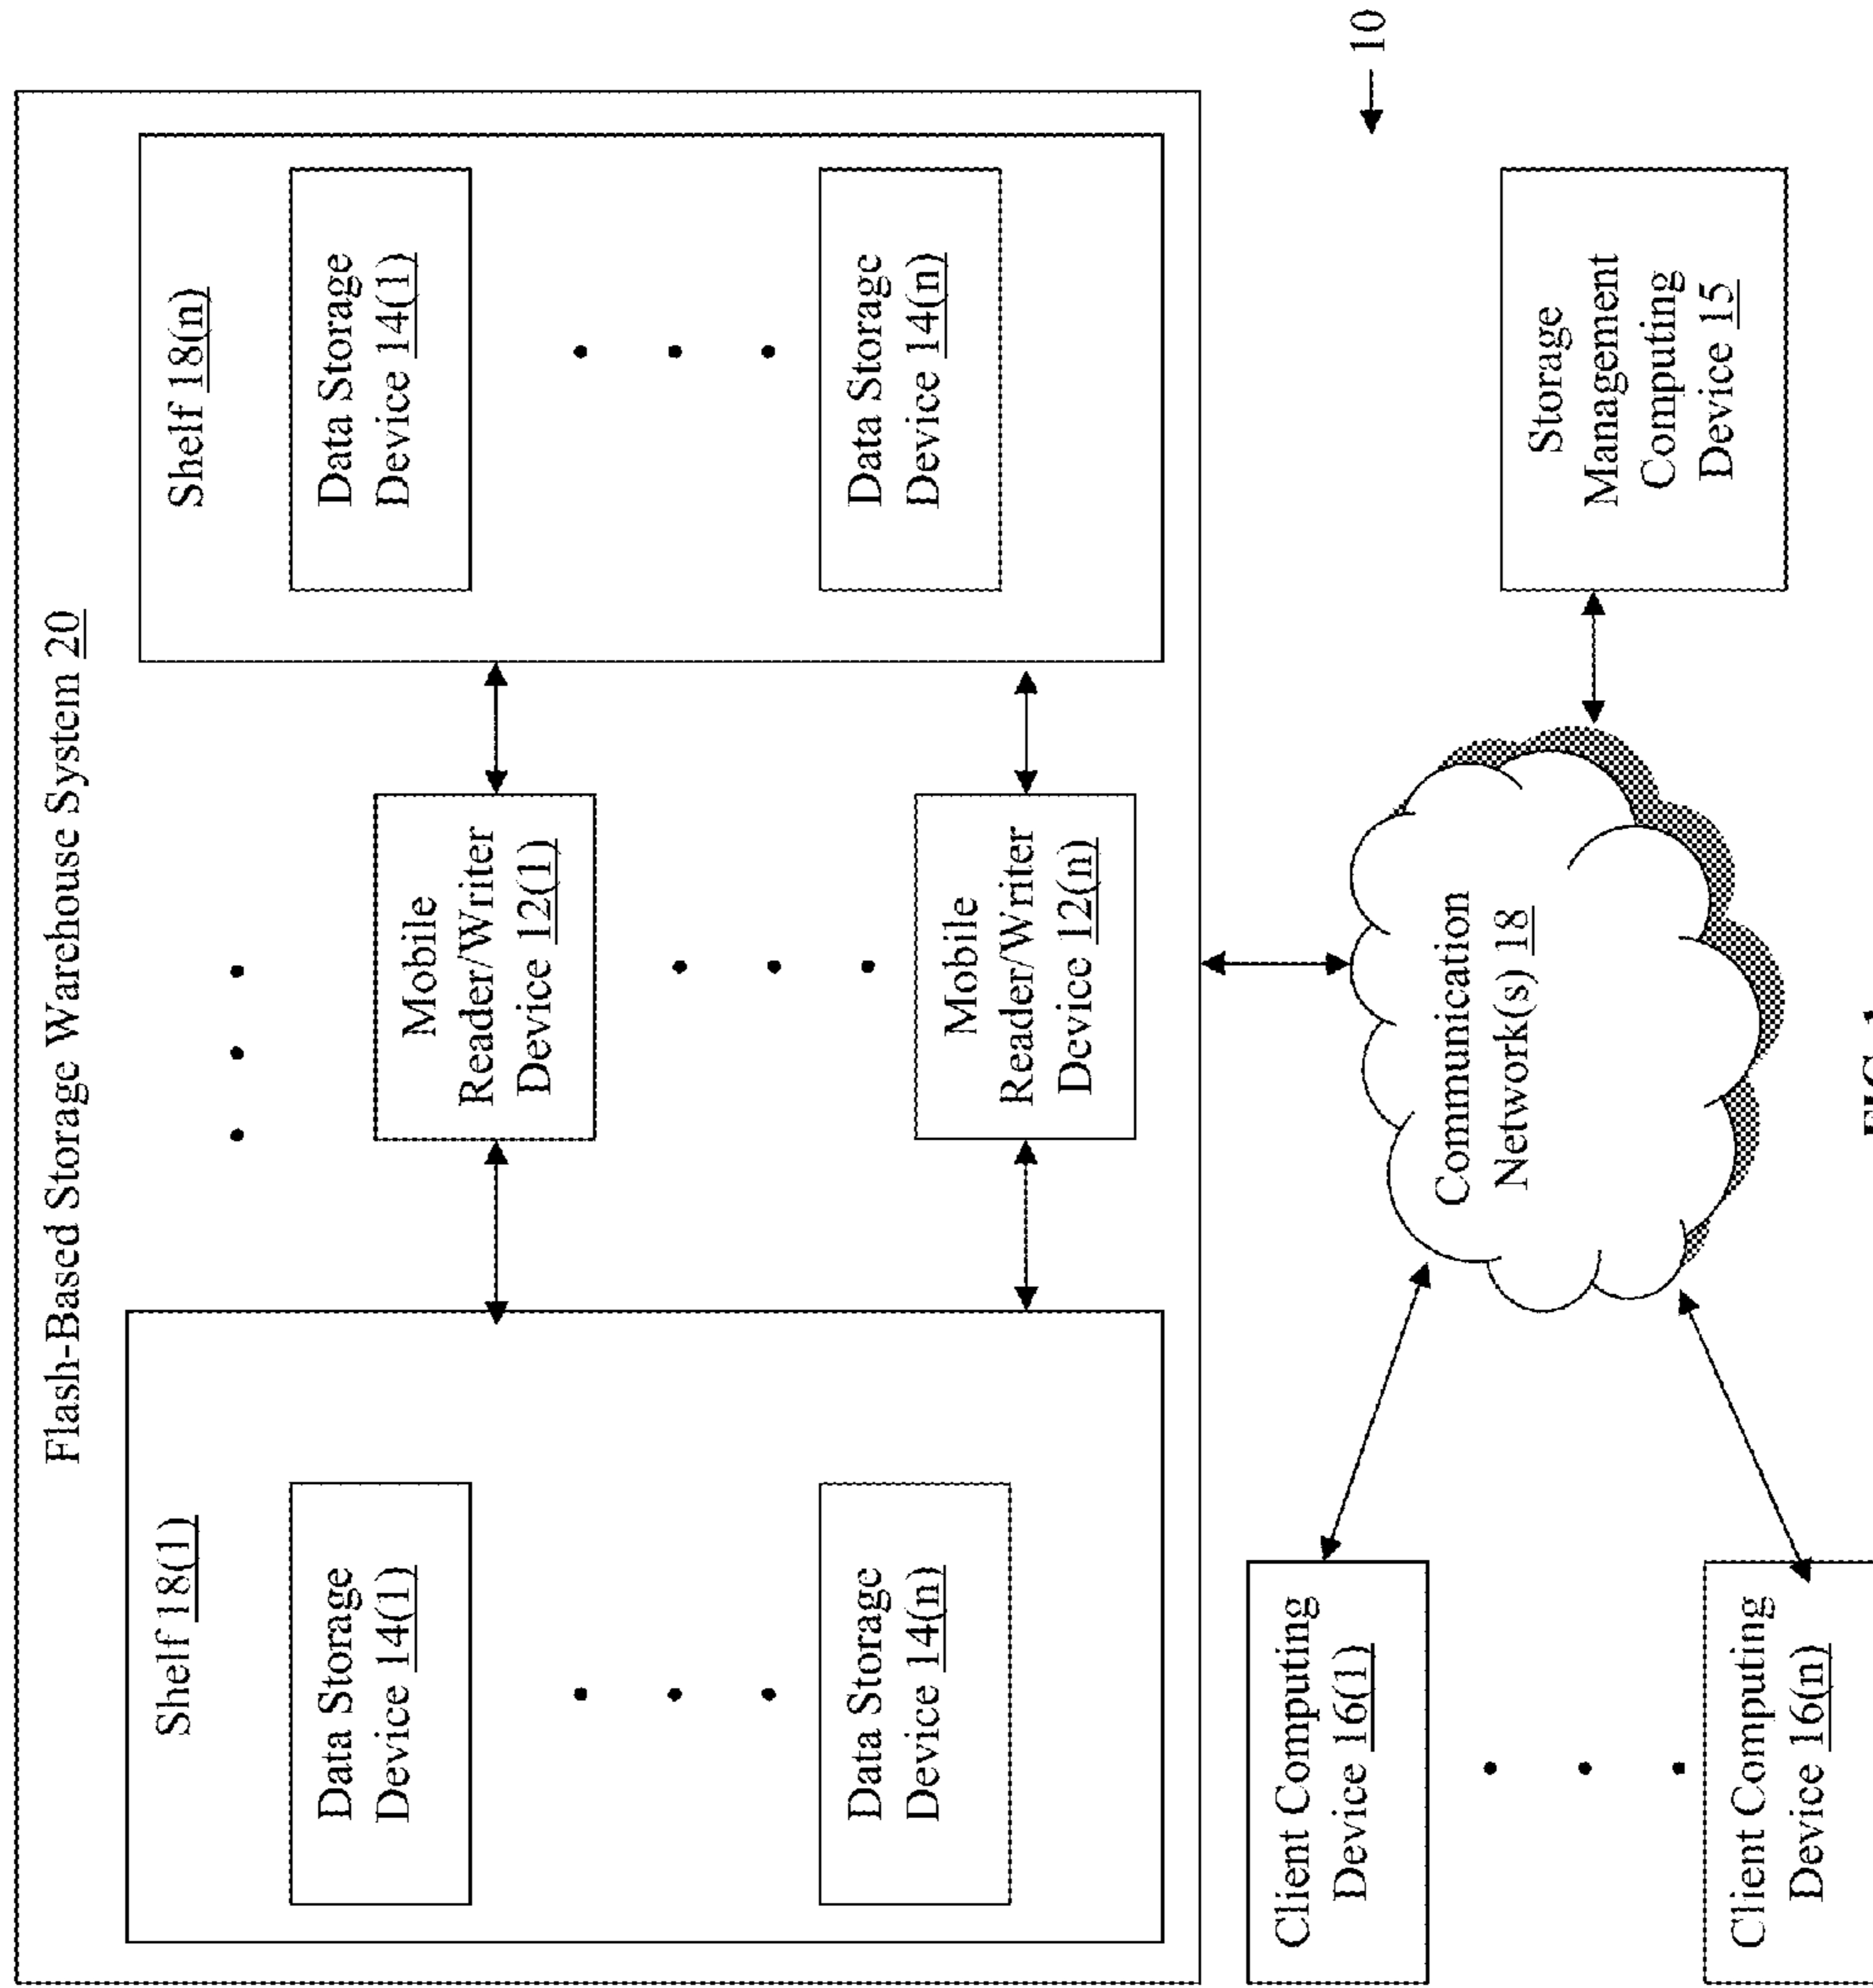 Flash-Based Storage Warehouse System 20
Shelf 18(1)
Data Storage
Device 14(1)
Data Storage
Device 14(n)
Mobile
Reader/Writer
Device 12(1)
Mobile
Reader/Writer
Device 12(n)
Shelf 18(n)
Data Storage
Device 14(1)
Data Storage
Device 14(n)
10
Client Computing
Device 16(1)
Client Computing
Device 16(n)
Communication
Network(s) 18
Storage
Management
Computing
Device 15
FIG. 1